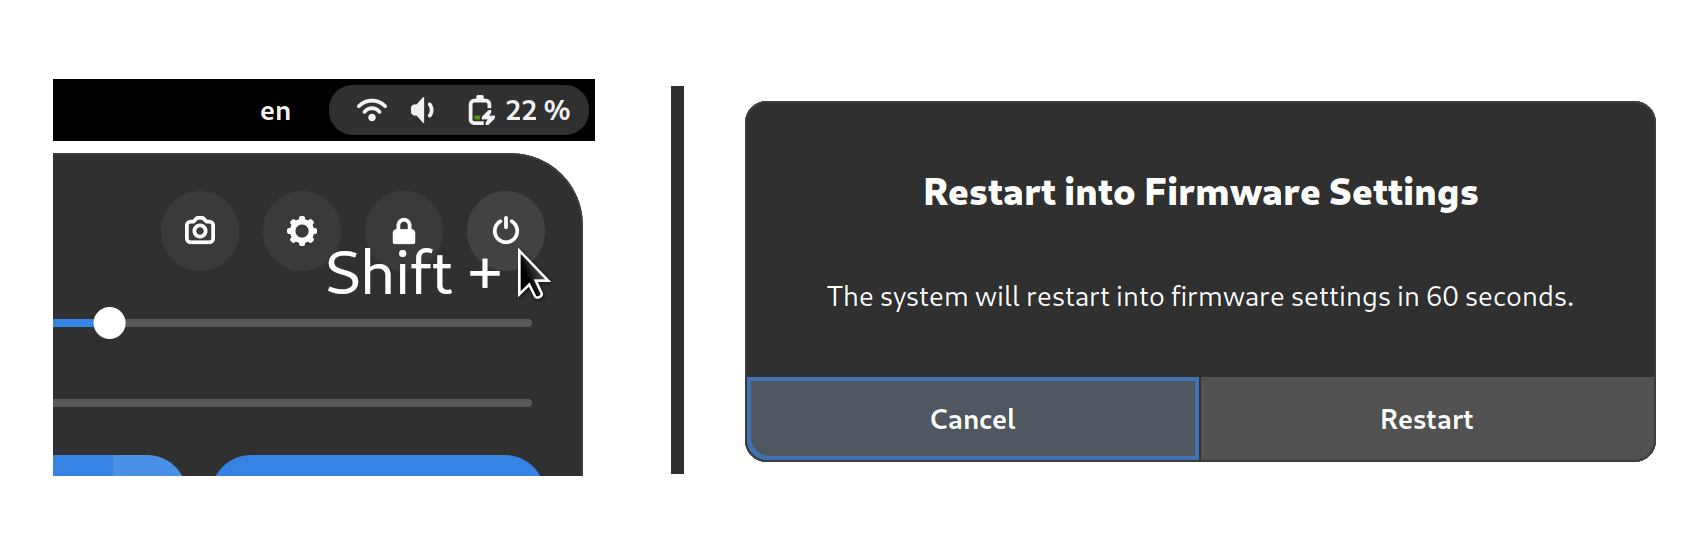 en
22 %
Shift +
Restart into Firmware Settings
The system will restart into firmware settings in 60 seconds.
Cancel
Restart